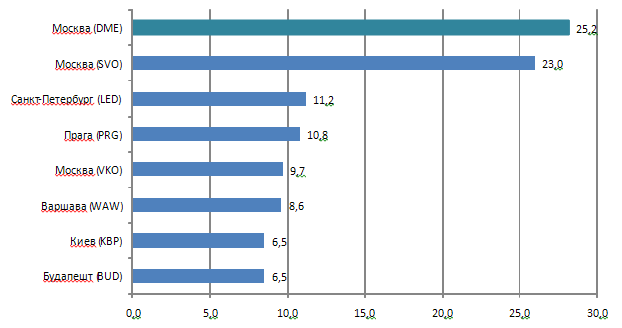 Москва (DME) 25,2
Москва (SVO) 23,0
Санкт-Петербург (LED) 11,2
Прага (PRG) 10,8
Москва (VKO) 9,7
Варшава (WAW) 8,6
Киев (KBP) 6,5
Будапешт (BUD) 6,5
0,0 5,0 10,0 15,0 20,0 25,0 30,0